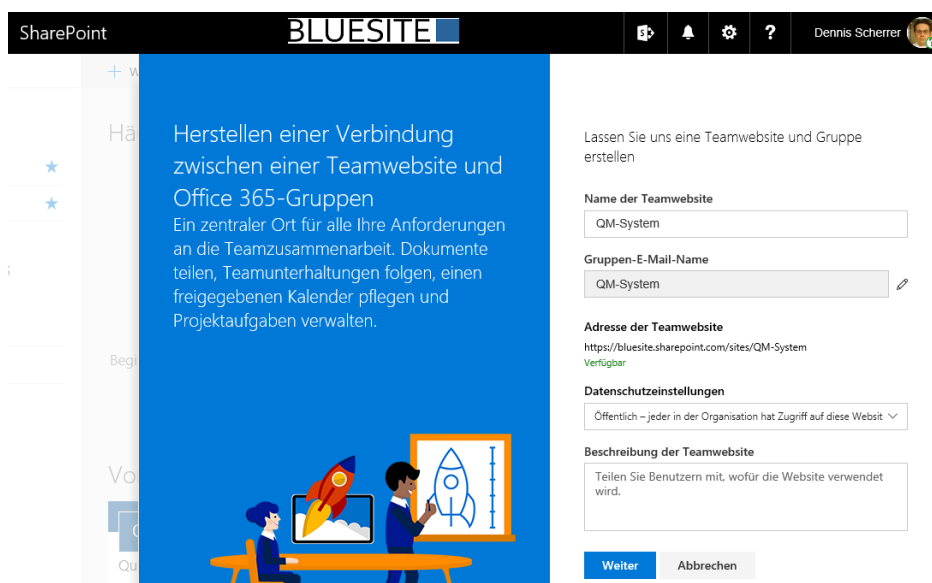 SharePoint
BLUESITE
?
Dennis Scherrer
+ W
Hä
Begi
Vo
Qu
Herstellen einer Verbindung
zwischen einer Teamwebsite und
Office 365-Gruppen
Ein zentraler Ort für alle Ihre Anforderungen
an die Teamzusammenarbeit. Dokumente
teilen, Teamunterhaltungen folgen, einen
freigegebenen Kalender pflegen und
Projektaufgaben verwalten.
Lassen Sie uns eine Teamwebsite und Gruppe
erstellen
Name der Teamwebsite
QM-System
Gruppen-E-Mail-Name
QM-System
Adresse der Teamwebsite
https://bluesite.sharepoint.com/sites/QM-System
Verfügbar
Datenschutzeinstellungen
Öffentlich – jeder in der Organisation hat Zugriff auf diese Websit
Beschreibung der Teamwebsite
Teilen Sie Benutzern mit, wofür die Website verwendet
wird.
Weiter
Abbrechen